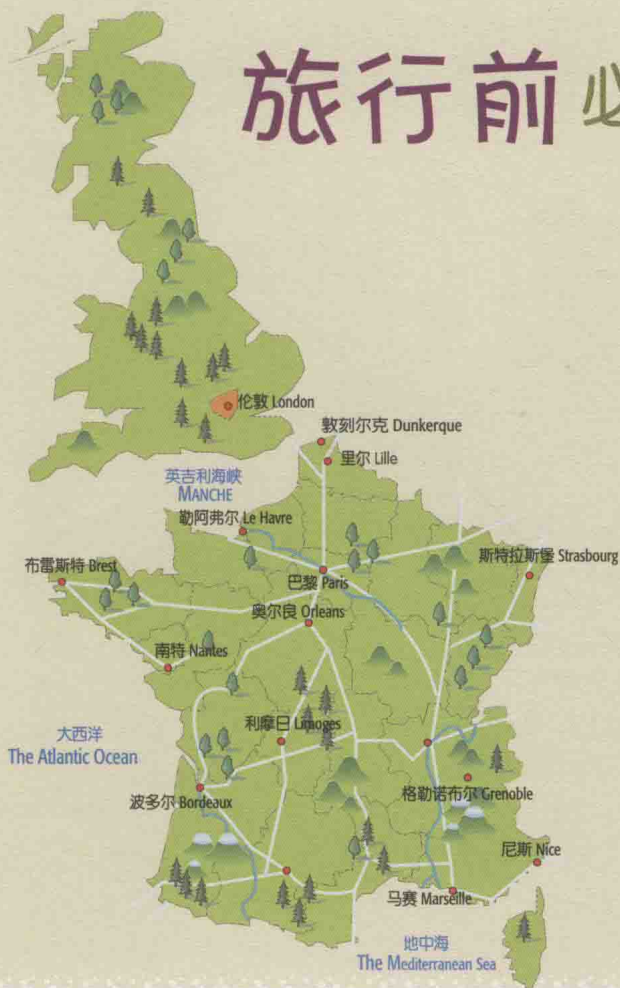 旅行前必
伦敦 London
敦刻尔克 Dunkerque
里尔 Lille
英吉利海峡
MANCHE
勒阿弗尔 Le Havre
布雷斯特 Brest
斯特拉斯堡 Strasbourg
巴黎 Paris
奥尔良 Orleans
南特 Nantes
大西洋
The Atlantic Ocean
利摩日 Limoges
波多尔 Bordeaux
格勒诺布尔 Grenoble
尼斯 Nice
马赛 Marseille
地中海
The Mediterranean Sea